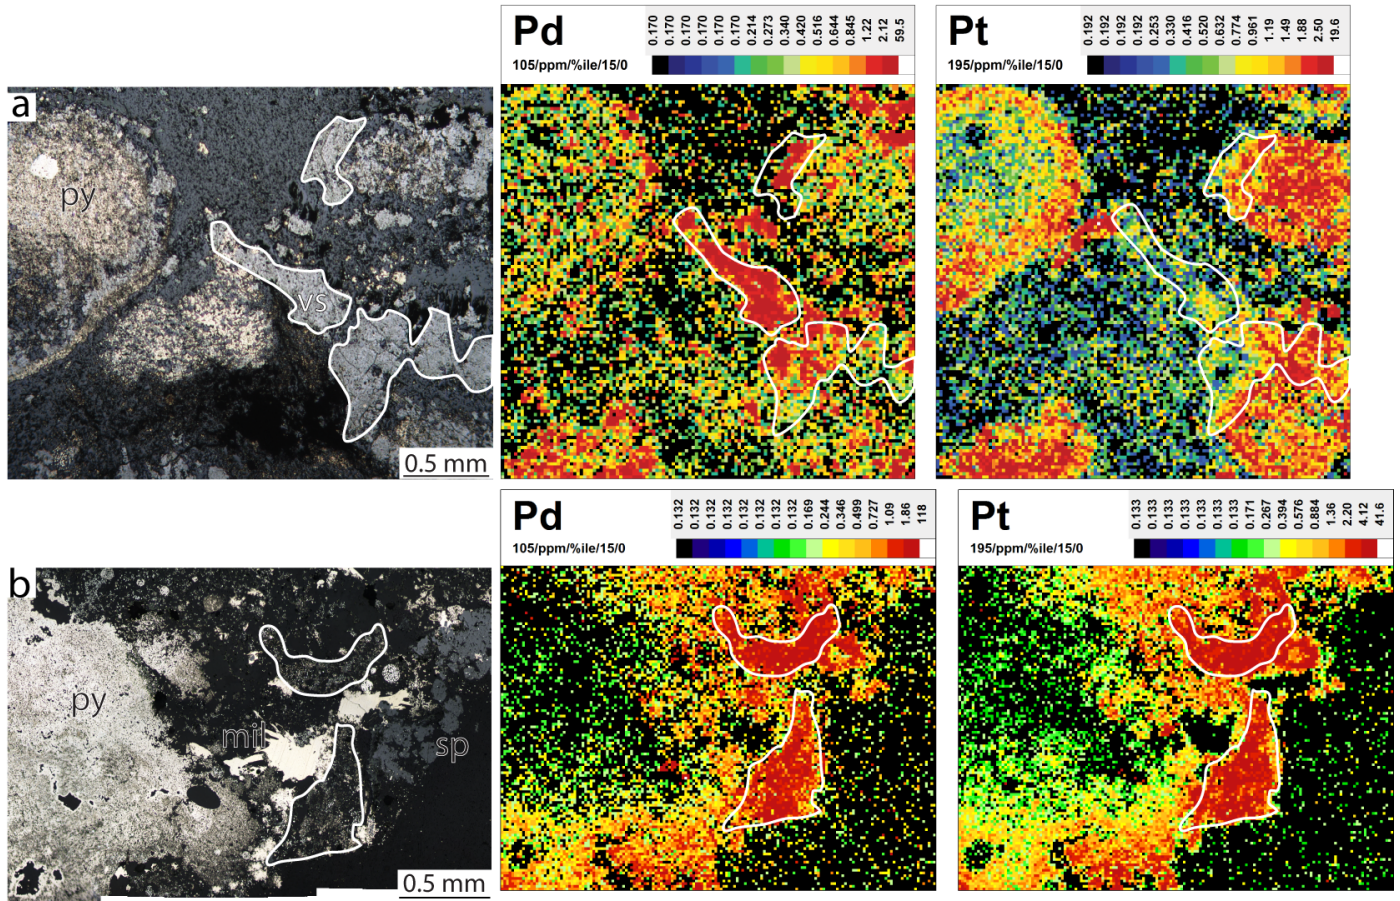 a
py
vs
0.5 mm
Pd
0.170 0.170 0.170 0.170 0.170 0.214 0.273 0.340 0.420 0.516 0.644 0.845 1.22 2.12 59.5
105/ppm/%ile/15/0
Pt
0.192 0.192 0.192 0.192 0.253 0.330 0.416 0.520 0.632 0.774 0.961 1.19 1.49 1.88 2.50 19.6
195/ppm/%ile/15/0
b
py
mil
sp
0.5 mm
Pd
0.132 0.132 0.132 0.132 0.132 0.132 0.132 0.169 0.244 0.346 0.499 0.727 1.09 1.86 118
105/ppm/%ile/15/0
Pt
0.133 0.133 0.133 0.133 0.133 0.133 0.171 0.267 0.394 0.576 0.884 1.36 2.20 4.12 41.6
195/ppm/%ile/15/0